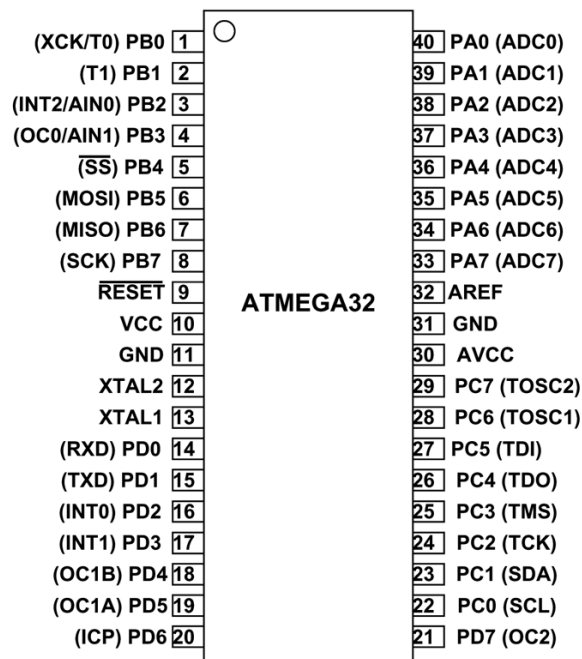 (XCK/T0) PB0 1 40 PA0 (ADC0)
(T1) PB1 2 39 PA1 (ADC1)
(INT2/AIN0) PB2 3 38 PA2 (ADC2)
(OC0/AIN1) PB3 4 37 PA3 (ADC3)
(SS) PB4 5 36 PA4 (ADC4)
(MOSI) PB5 6 35 PA5 (ADC5)
(MISO) PB6 7 34 PA6 (ADC6)
(SCK) PB7 8 33 PA7 (ADC7)
RESET 9 32 AREF
ATMEGA32
VCC 10 31 GND
GND 11 30 AVCC
XTAL2 12 29 PC7 (TOSC2)
XTAL1 13 28 PC6 (TOSC1)
(RXD) PD0 14 27 PC5 (TDI)
(TXD) PD1 15 26 PC4 (TDO)
(INT0) PD2 16 25 PC3 (TMS)
(INT1) PD3 17 24 PC2 (TCK)
(OC1B) PD4 18 23 PC1 (SDA)
(OC1A) PD5 19 22 PC0 (SCL)
(ICP) PD6 20 21 PD7 (OC2)